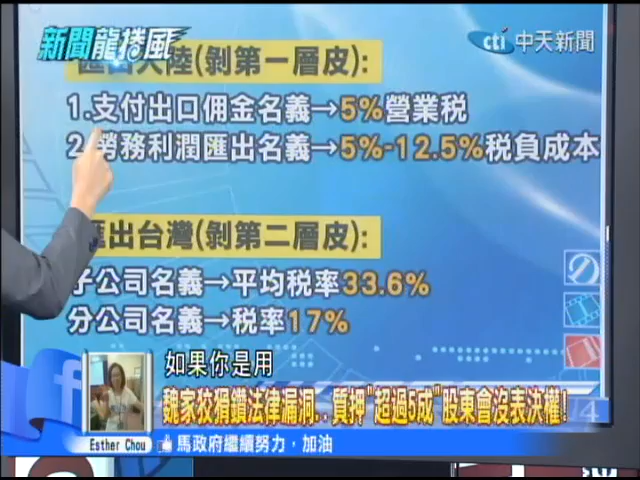 新聞龍捲風
cti 中天新聞
匯出大陸(剝第一層皮):
1.支付出口佣金名義→5%營業税
2.勞務利潤匯出名義→5%-12.5%税負成本
匯出台灣(剝第二層皮):
子公司名義→平均税率33.6%
分公司名義→税率17%
如果你是用
魏家狡猾鑽法律漏洞..質押"超過5成"股東會沒表決權!
Esther Chou
馬政府繼續努力，加油